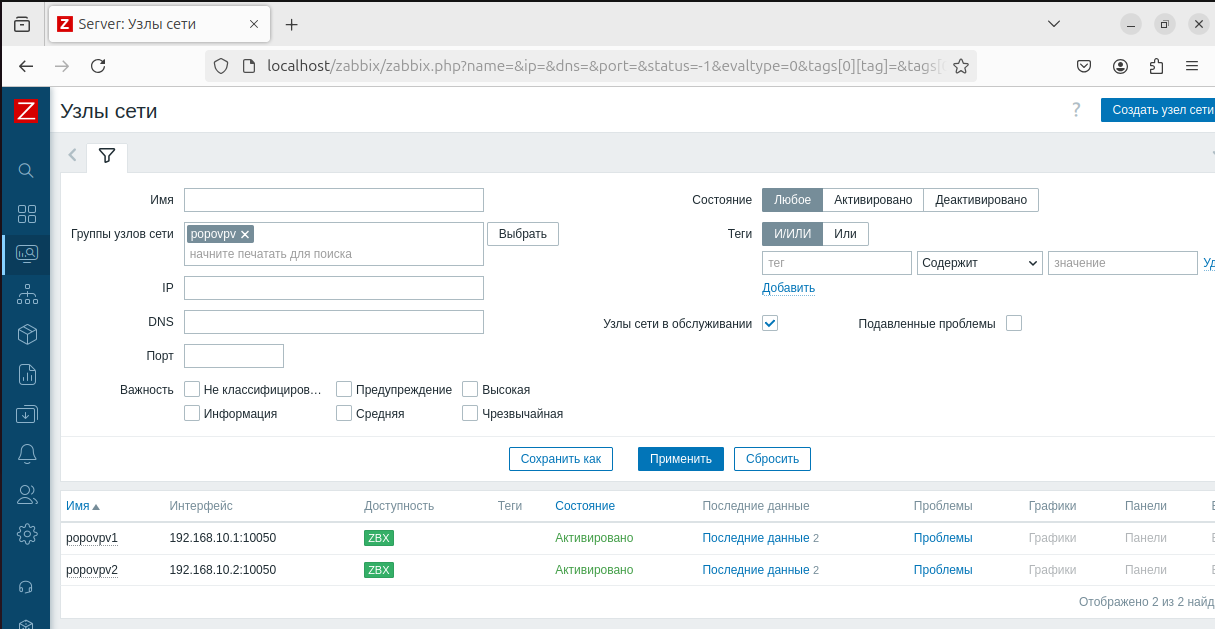 Z Server: Узлы сети
localhost/zabbix/zabbix.php?name=&ip=&dns=&port=&status=-1&evaltype=0&tags[0][tag]=&tags[
Z Узлы сети ? Создать узел сети
Имя Состояние Любое Активировано Деактивировано
Группы узлов сети popovpv Выбрать Теги И/ИЛИ Или
начните печатать для поиска тег Содержит значение Уд
IP Добавить
DNS Узлы сети в обслуживании Подавленные проблемы
Порт
Важность Не классифициров… Предупреждение Высокая
Информация Средняя Чрезвычайная
Сохранить как Применить Сбросить
Имя Интерфейс Доступность Теги Состояние Последние данные Проблемы Графики Панели
popovpv1 192.168.10.1:10050 ZBX Активировано Последние данные 2 Проблемы Графики Панели
popovpv2 192.168.10.2:10050 ZBX Активировано Последние данные 2 Проблемы Графики Панели
Отображено 2 из 2 найд